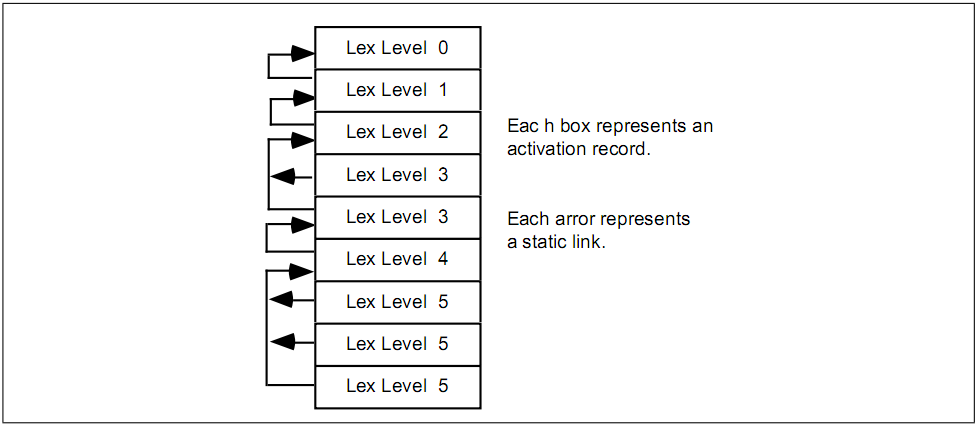 Lex Level 0
Lex Level 1
Lex Level 2
Lex Level 3
Lex Level 3
Lex Level 4
Lex Level 5
Lex Level 5
Lex Level 5
Eac h box represents an
activation record.
Each arror represents
a static link.